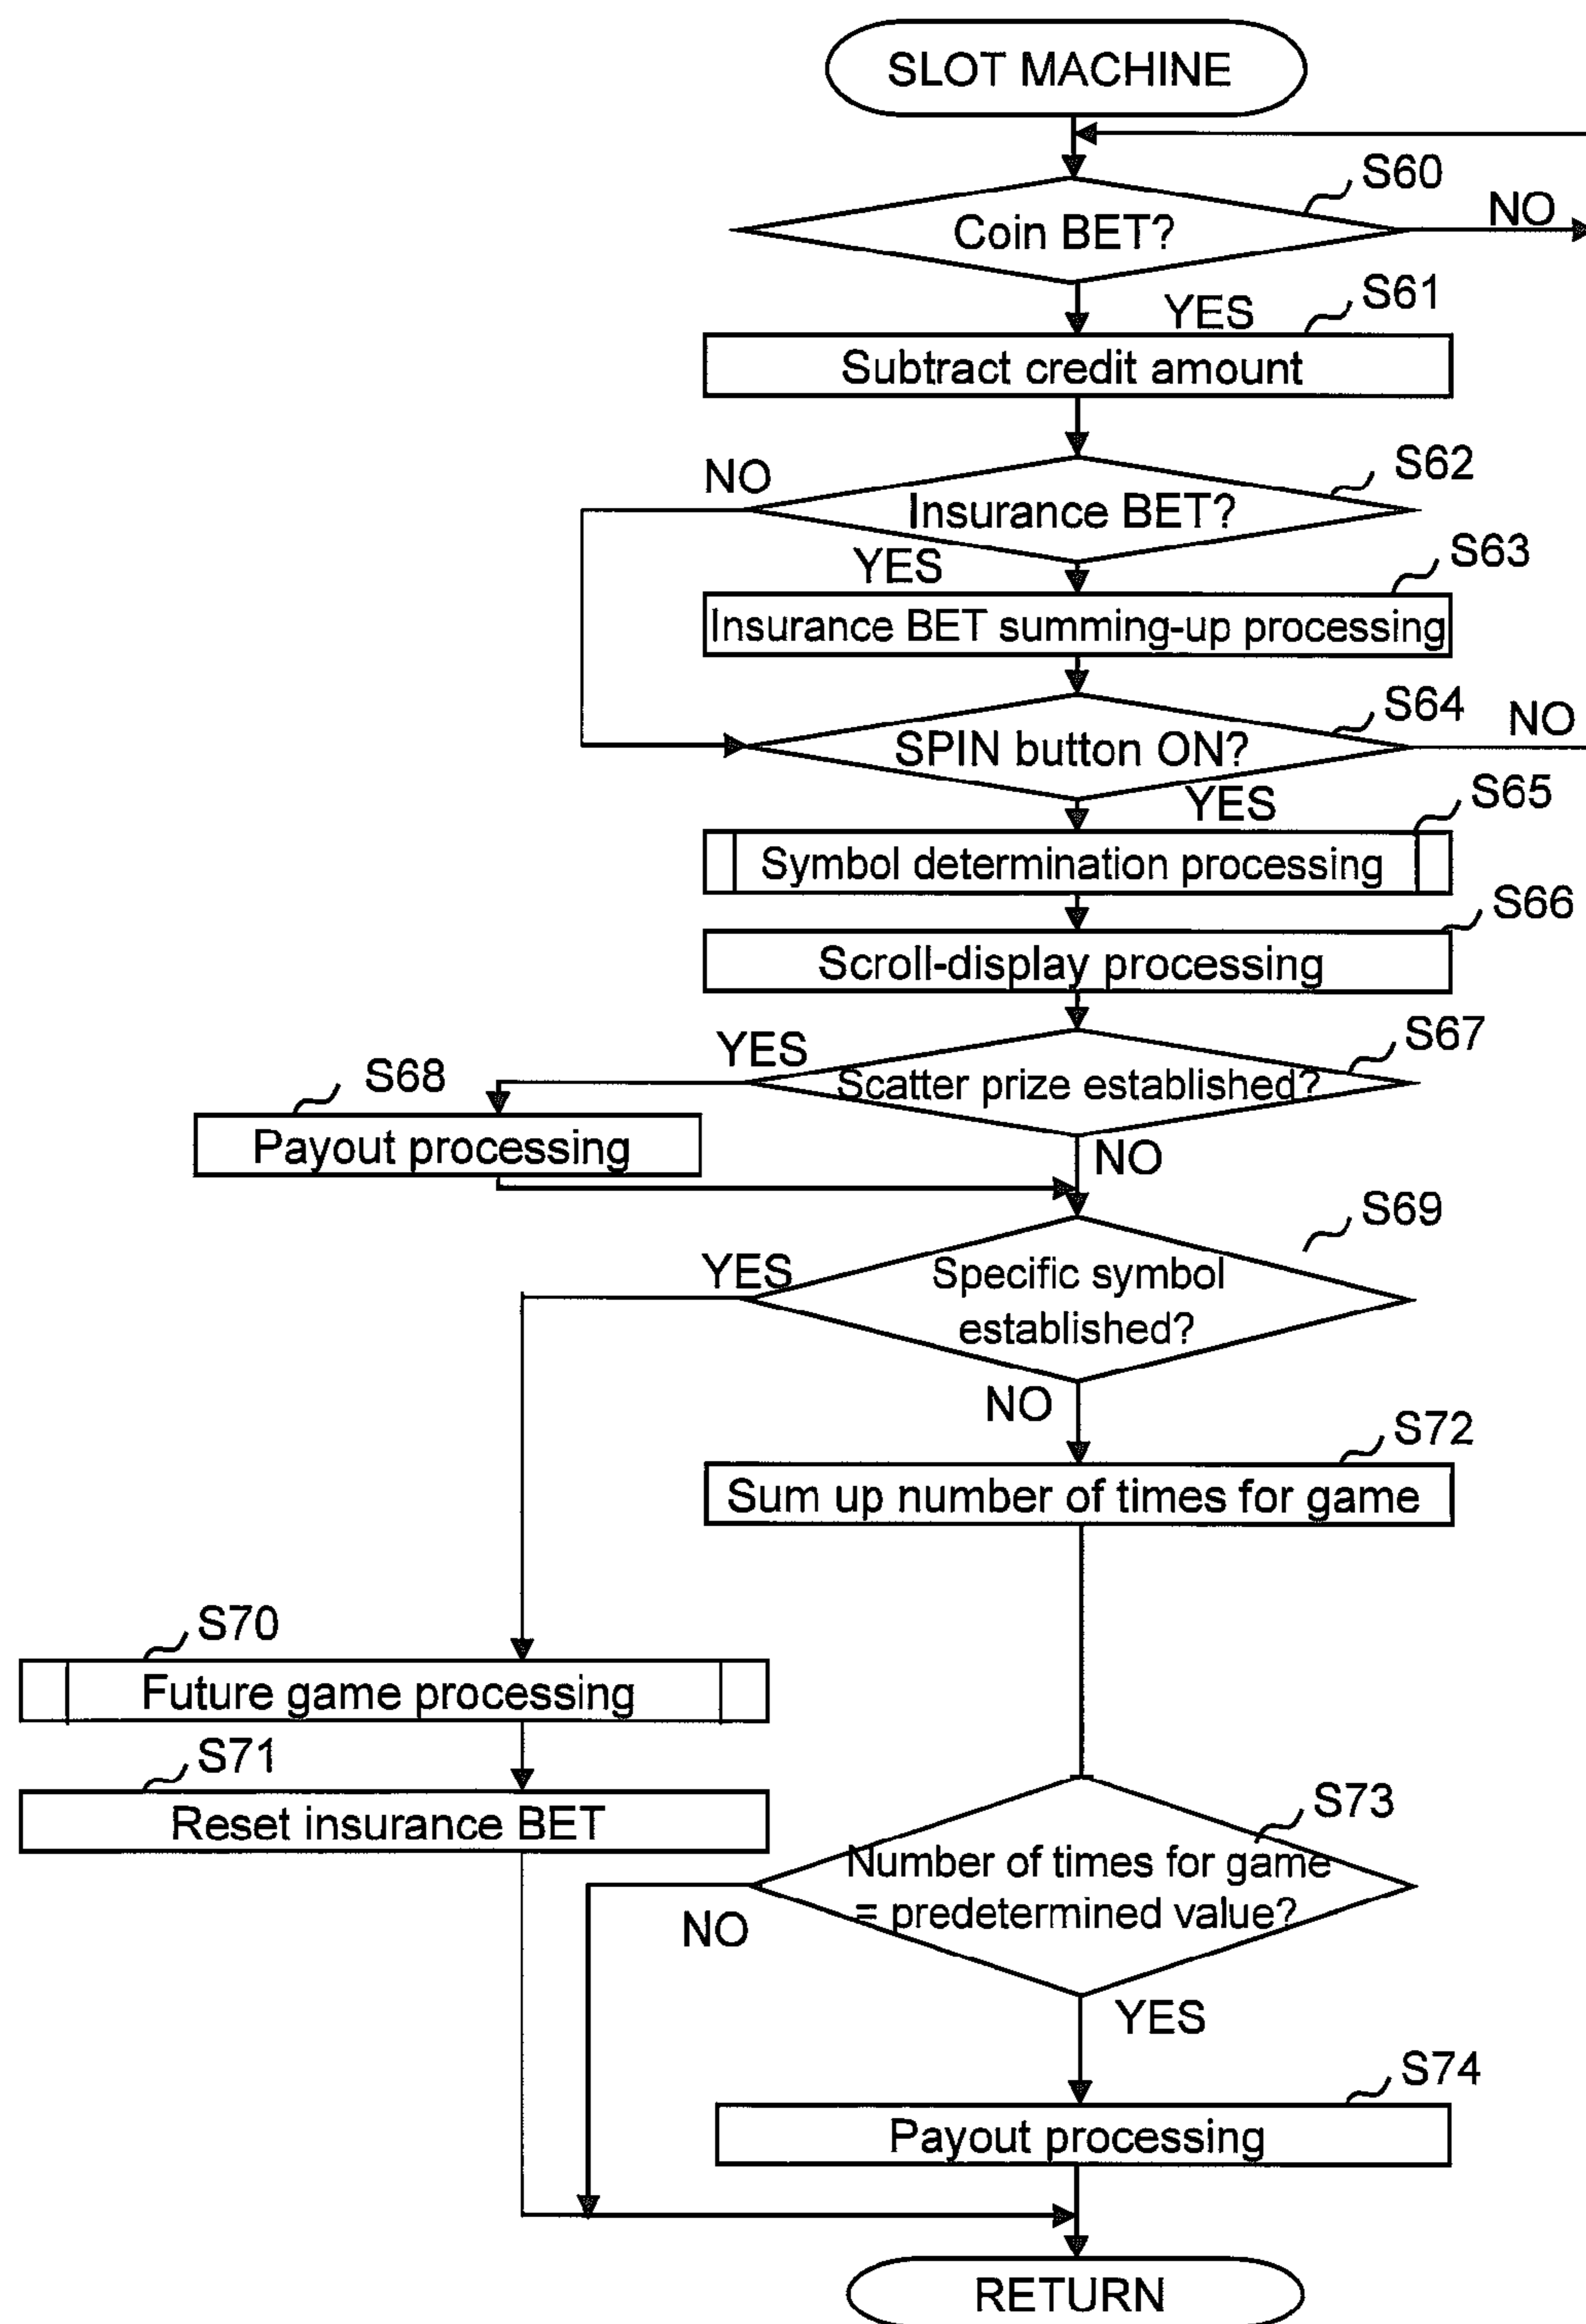 SLOT MACHINE
S60
Coin BET?
NO
YES
S61
Subtract credit amount
S62
NO
Insurance BET?
YES
S63
Insurance BET summing-up processing
S64
NO
SPIN button ON?
YES
S65
Symbol determination processing
S66
Scroll-display processing
S67
YES
Scatter prize established?
S68
Payout processing
NO
S69
YES
Specific symbol
established?
NO
S72
Sum up number of times for game
S70
Future game processing
S71
Reset insurance BET
S73
Number of times for game
= predetermined value?
NO
YES
S74
Payout processing
RETURN